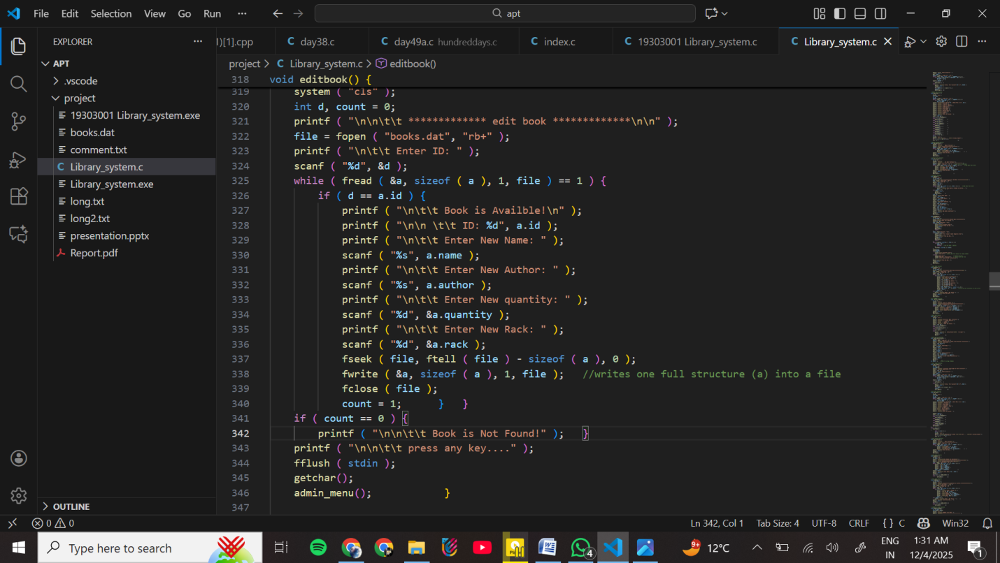 File Edit Selection View Go Run ··· apt
EXPLORER ···
APT
.vscode
project
19303001 Library_system.exe
books.dat
comment.txt
C Library_system.c
Library_system.exe
long.txt
long2.txt
presentation.pptx
Report.pdf
OUTLINE
)[1].cpp C day38.c C day49a.c hundreddays.c C index.c C 19303001 Library_system.c C Library_system.c
project > C Library_system.c > editbook()
318 void editbook() {
319 system ( "cls" );
320 int d, count = 0;
321 printf ( "\n\n\t\t ************* edit book *************\n\n" );
322 file = fopen ( "books.dat", "rb+" );
323 printf ( "\n\t\t Enter ID: " );
324 scanf ( "%d", &d );
325 while ( fread ( &a, sizeof ( a ), 1, file ) == 1 ) {
326 if ( d == a.id ) {
327 printf ( "\n\t\t Book is Availble!\n" );
328 printf ( "\n\n \t\t ID: %d", a.id );
329 printf ( "\n\t\t Enter New Name: " );
330 scanf ( "%s", a.name );
331 printf ( "\n\t\t Enter New Author: " );
332 scanf ( "%s", a.author );
333 printf ( "\n\t\t Enter New quantity: " );
334 scanf ( "%d", &a.quantity );
335 printf ( "\n\t\t Enter New Rack: " );
336 scanf ( "%d", &a.rack );
337 fseek ( file, ftell ( file ) - sizeof ( a ), 0 );
338 fwrite ( &a, sizeof ( a ), 1, file ); //writes one full structure (a) into a file
339 fclose ( file );
340 count = 1; } }
341 if ( count == 0 ) {
342 printf ( "\n\n\t\t Book is Not Found!" ); }
343 printf ( "\n\n\t\t press any key...." );
344 fflush ( stdin );
345 getchar();
346 admin_menu(); }
347
0 0 Ln 342, Col 1 Tab Size: 4 UTF-8 CRLF {} C Win32
Type here to search 4 9+ 12°C ENG IN 1:31 AM 12/4/2025 1